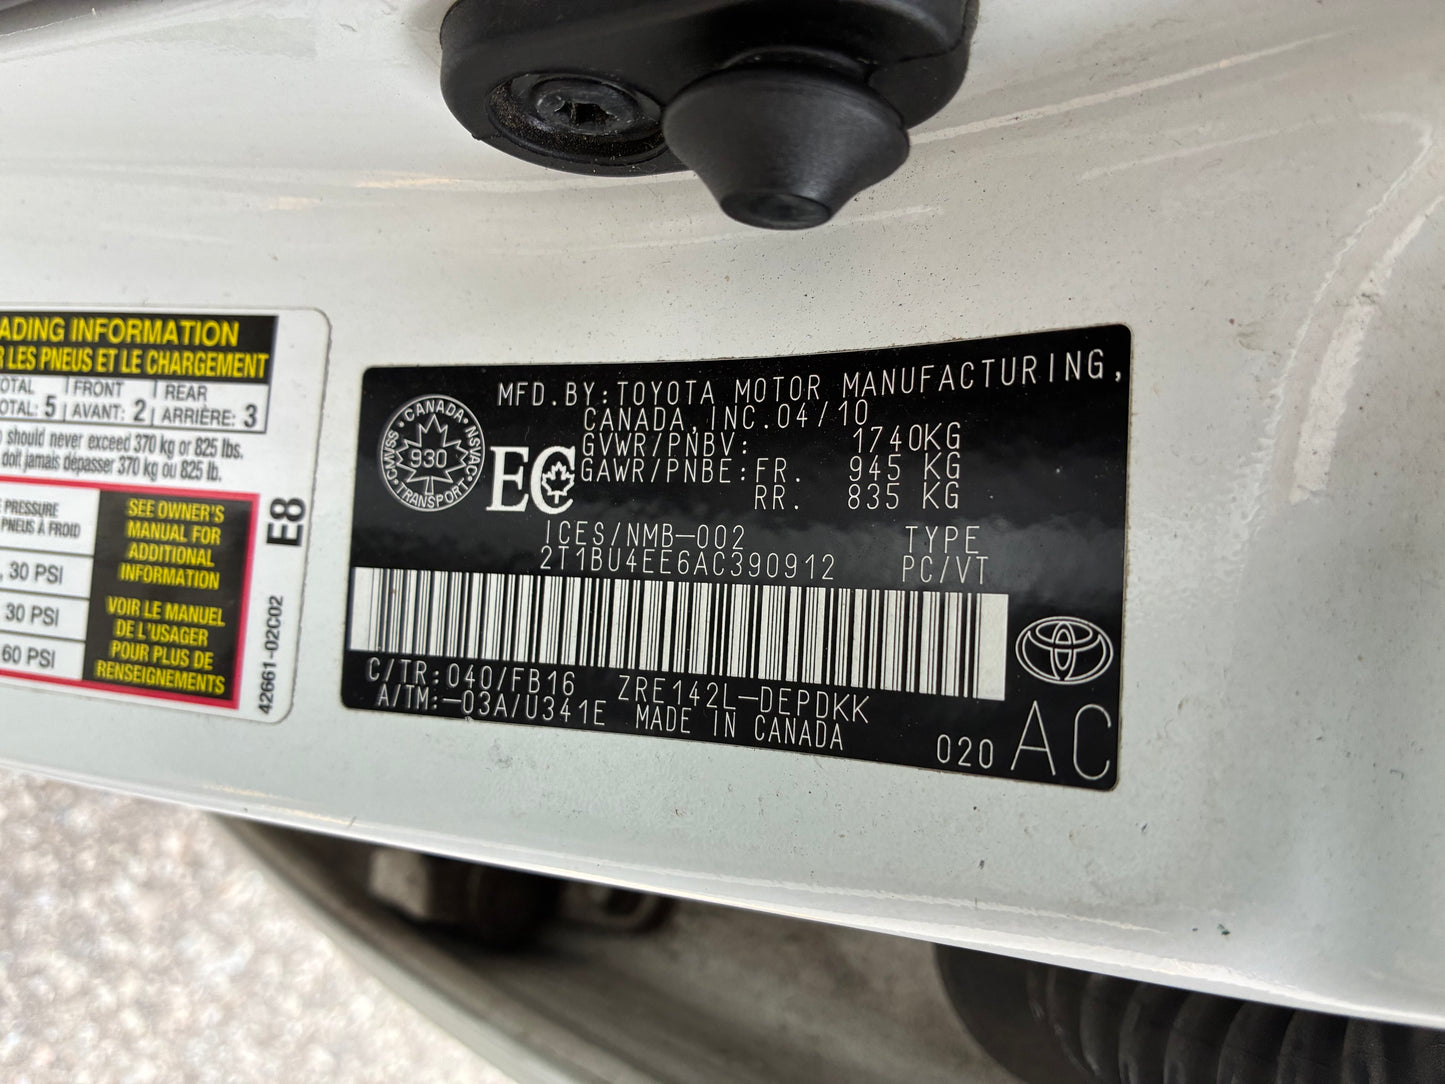 ADING INFORMATION
R LES PNEUS ET LE CHARGEMENT
OTAL FRONT REAR
OTAL: 5 AVANT: 2 ARRIÈRE: 3
should never exceed 370 kg or 825 lbs.
doit jamais dépasser 370 kg ou 825 lb.
PRESSURE
PNEUS À FROID
, 30 PSI
30 PSI
60 PSI
SEE OWNER'S
MANUAL FOR
ADDITIONAL
INFORMATION
VOIR LE MANUEL
DE L'USAGER
POUR PLUS DE
RENSEIGNEMENTS
E8
42661-02C02
CANADA
NSVAC
TRANSPORT
CMVSS
930
EC
MFD.BY:TOYOTA MOTOR MANUFACTURING,
CANADA,INC.04/10
GVWR/PNBV: 1740KG
GAWR/PNBE:FR. 945 KG
RR. 835 KG
ICES/NMB-002 TYPE
2T1BU4EE6AC390912 PC/VT
C/TR:040/FB16 ZRE142L-DEPDKK
A/TM:-03A/U341E MADE IN CANADA
020 AC